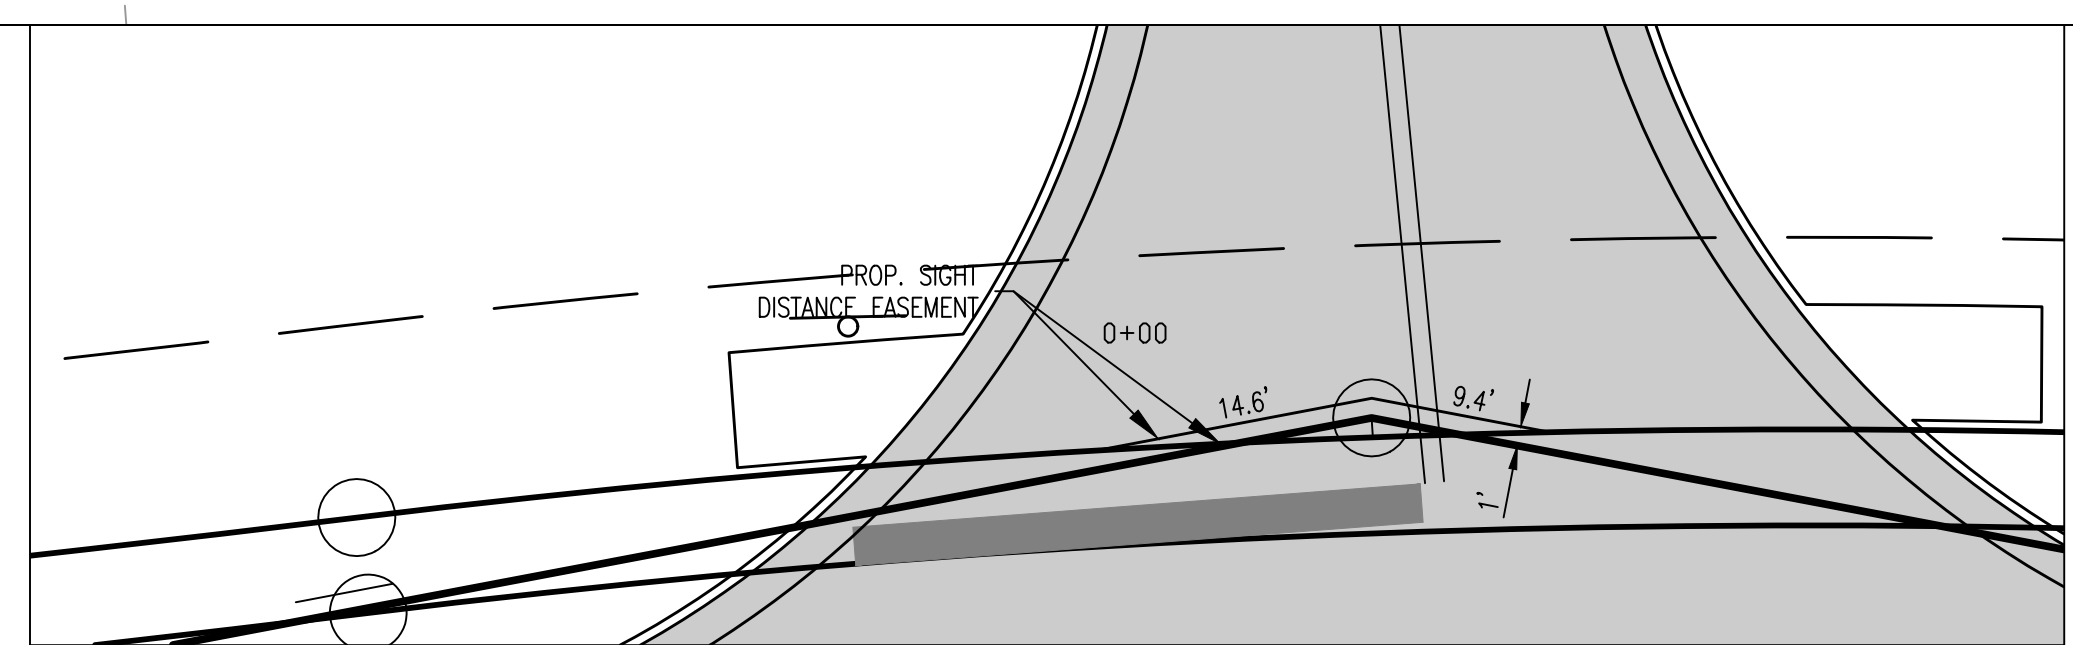 PROP. SIGHT
DISTANCE EASEMENT
0+00
14.6'
9.4'
1'